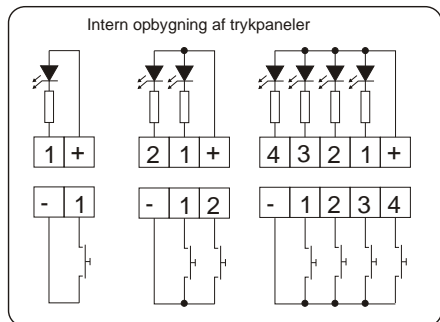 Intern opbygning af trykpaneler
1 + 2 1 + 4 3 2 1 +
- 1 - 1 2 - 1 2 3 4